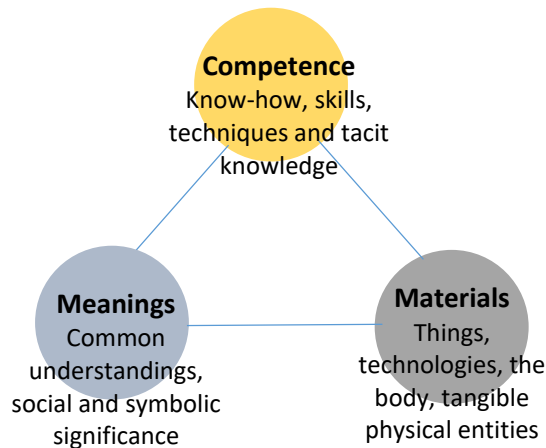 Competence
Know-how, skills,
techniques and tacit
knowledge
Meanings
Common
understandings,
social and symbolic
significance
Materials
Things,
technologies, the
body, tangible
physical entities